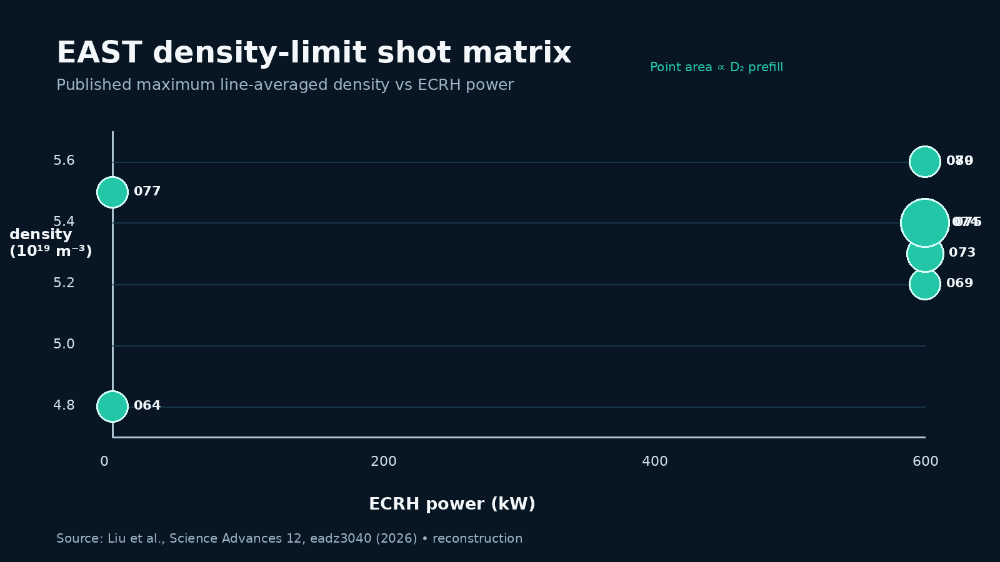 EAST density-limit shot matrix
Point area ∝ D₂ prefill
Published maximum line-averaged density vs ECRH power
5.6
077
5.4
density
(10¹⁹ m⁻³)
073
5.2
069
5.0
4.8
064
0
200
400
600
ECRH power (kW)
Source: Liu et al., Science Advances 12, eadz3040 (2026) • reconstruction